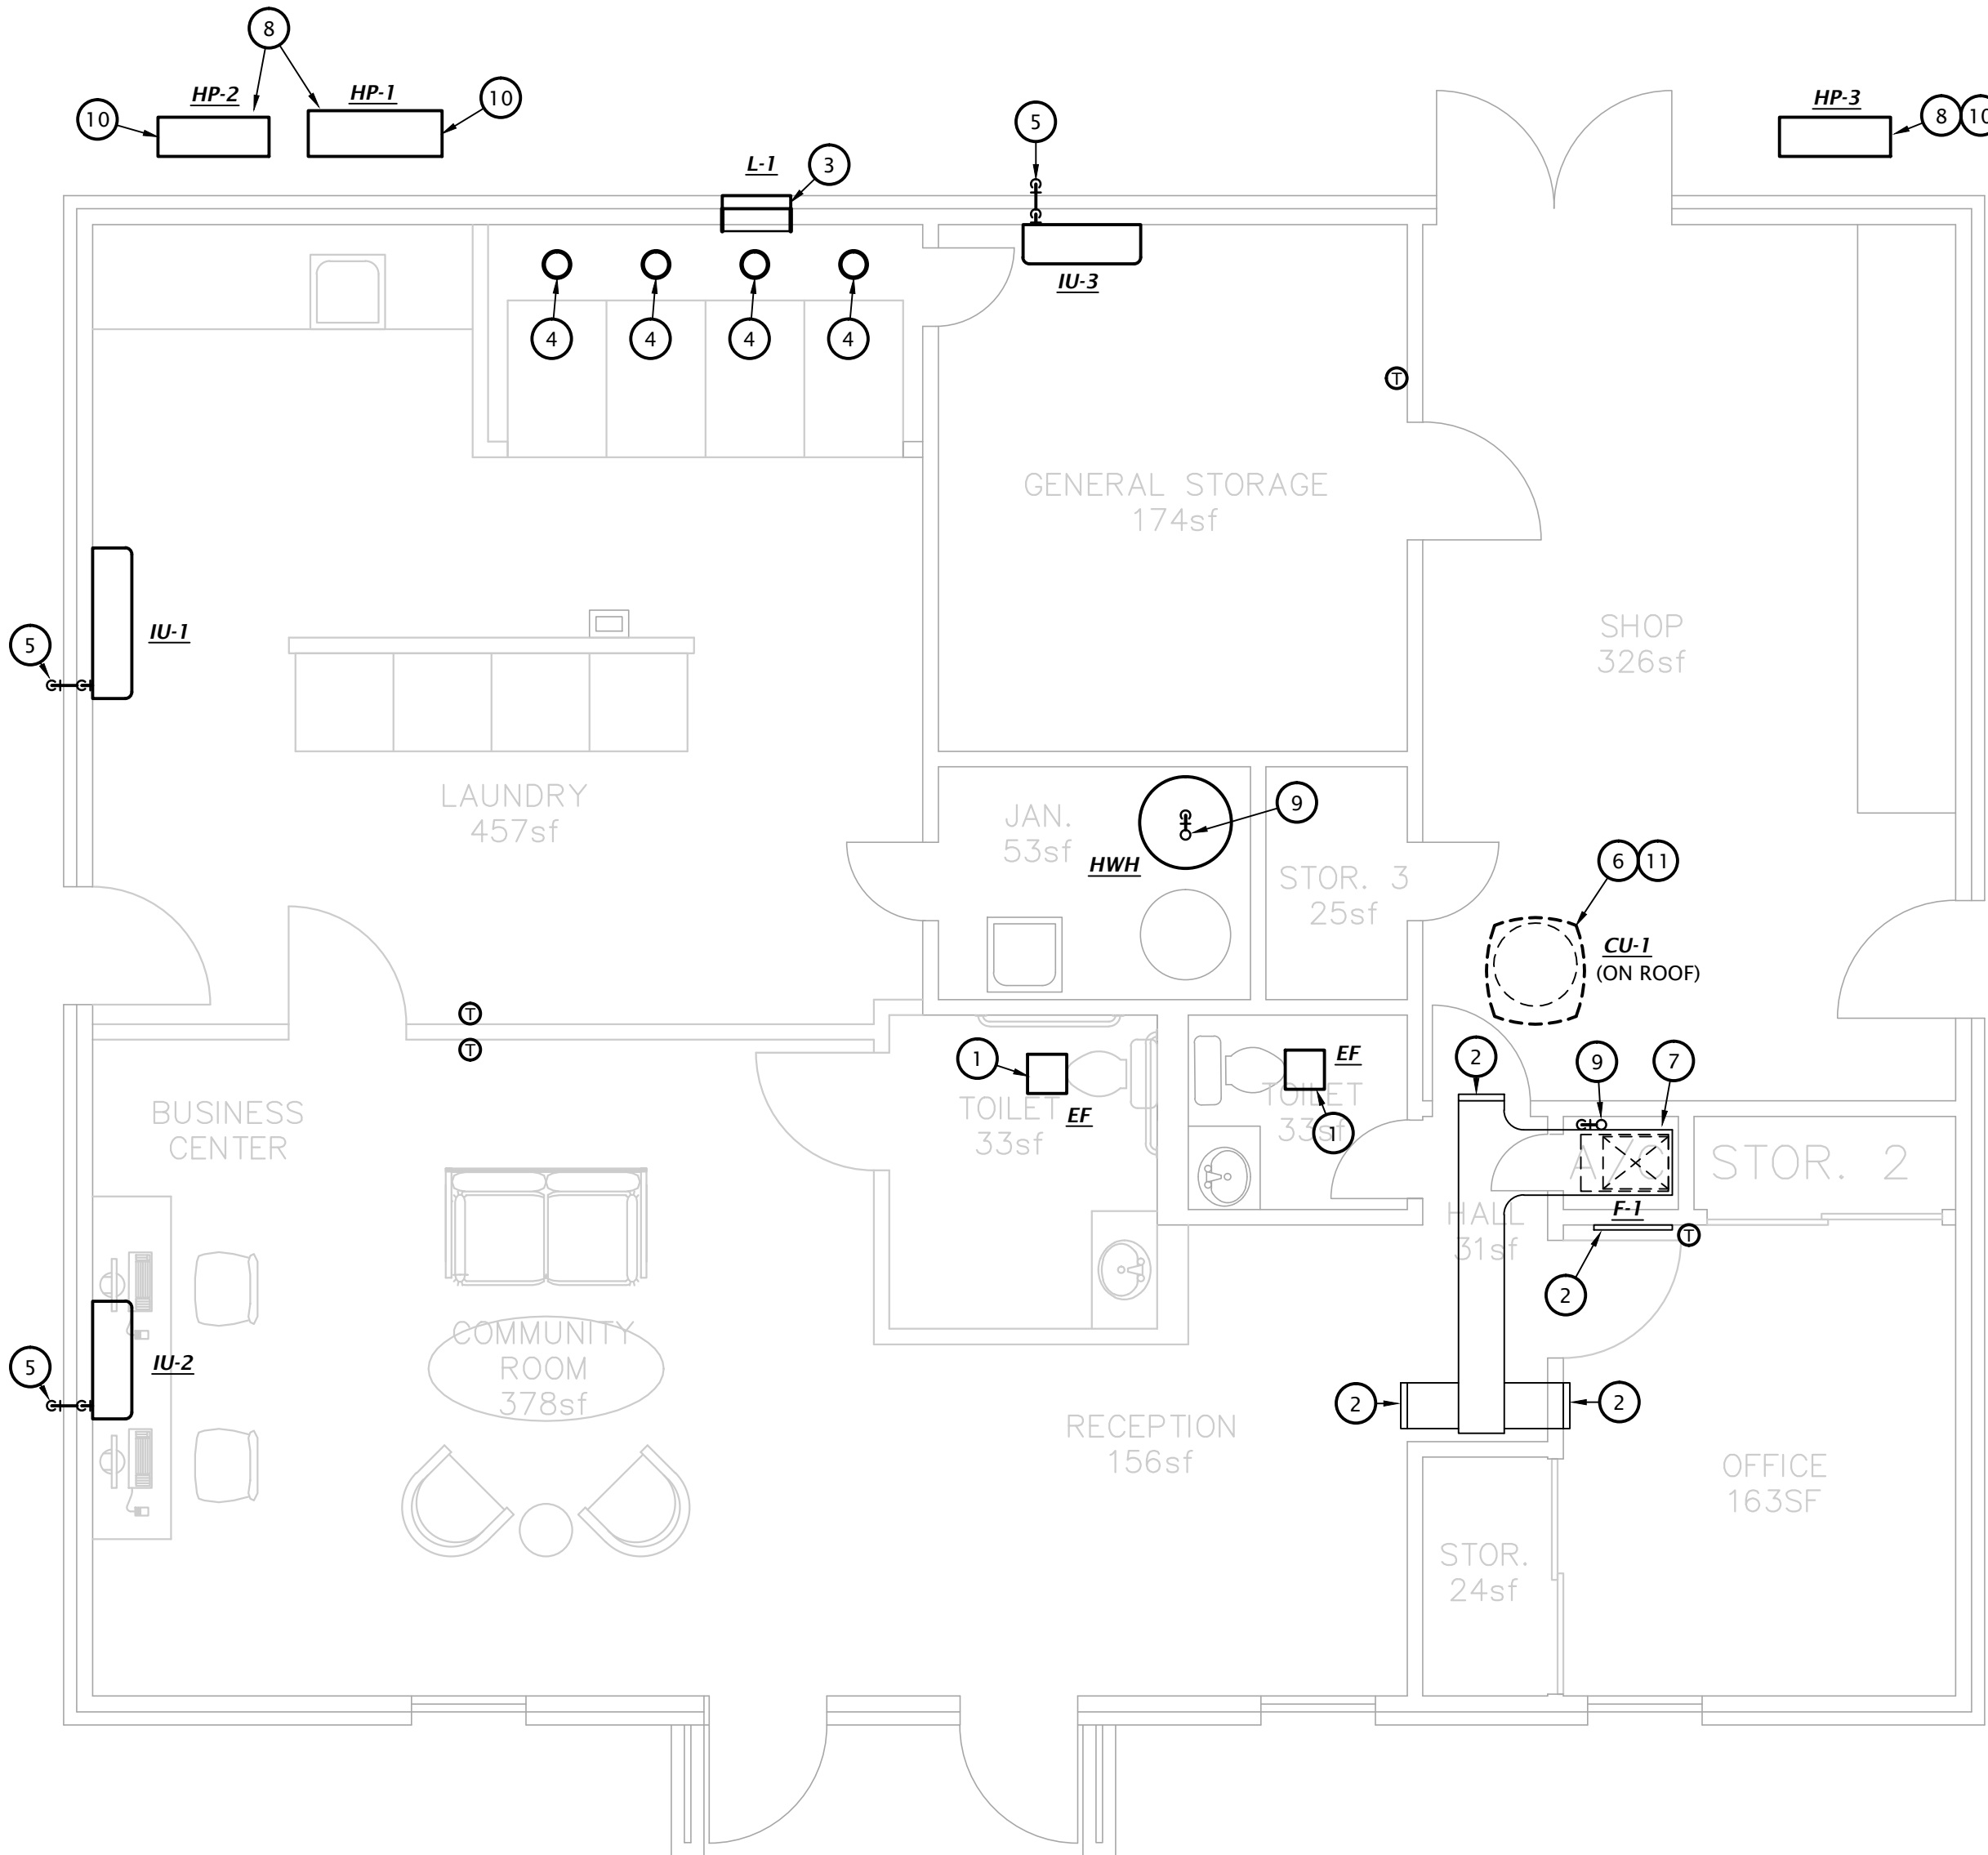 8
HP-2
HP-1
10
10
HP-3
8
10
5
L-1
3
IU-3
4
4
4
4
T
GENERAL STORAGE
174sf
IU-1
5
SHOP
326sf
LAUNDRY
457sf
JAN.
53sf
9
HWH
STOR. 3
25sf
6
11
CU-1
(ON ROOF)
T
T
1
EF
TOILET
33sf
EF
TOILET
33sf
1
2
9
7
BUSINESS
CENTER
A/C
STOR. 2
F-1
HALL
31sf
T
2
COMMUNITY
ROOM
378sf
IU-2
5
2
2
RECEPTION
156sf
OFFICE
163SF
STOR.
24sf